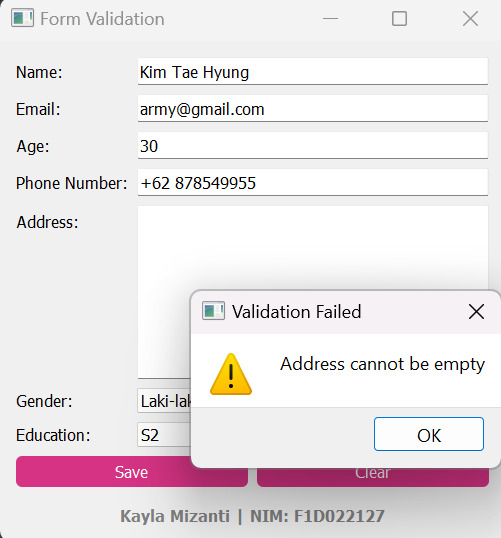 Form Validation
Name: Kim Tae Hyung
Email: army@gmail.com
Age: 30
Phone Number: +62 878549955
Address:
Validation Failed
Address cannot be empty
OK
Gender: Laki-lak
Education: S2
Save Clear
Kayla Mizanti | NIM: F1D022127